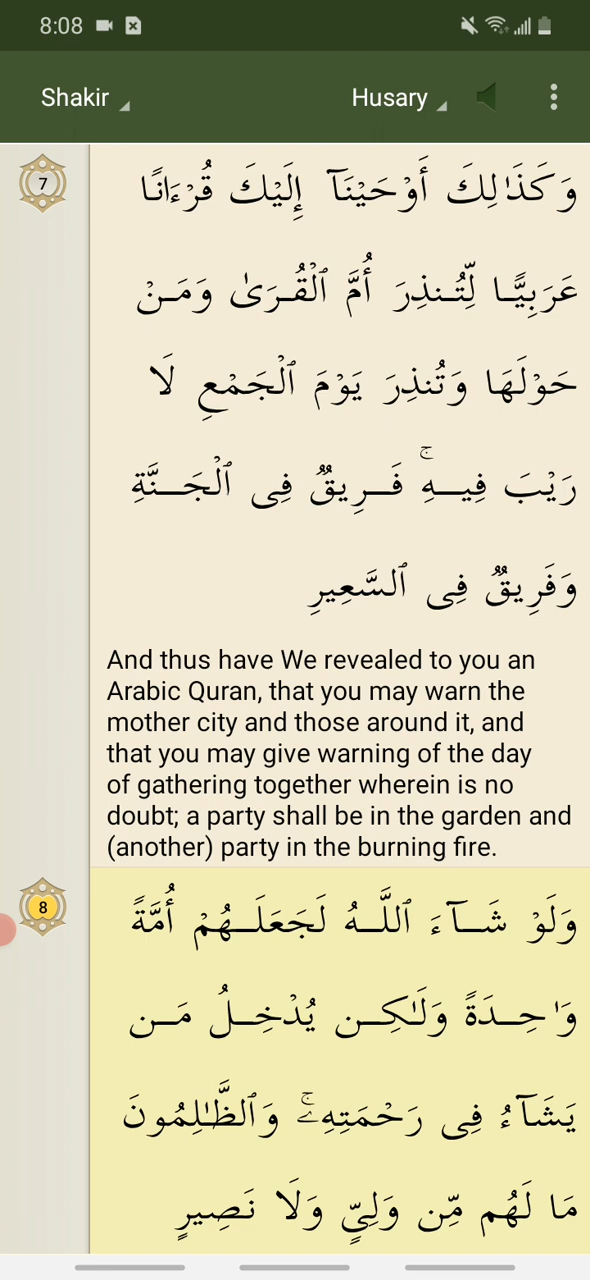 8:08
Shakir
Husary
7
وَكَذَٰلِكَ أَوْحَيْنَآ إِلَيْكَ قُرْءَانًا
عَرَبِيًّا لِّتُنذِرَ أُمَّ ٱلْقُرَىٰ وَمَنْ
حَوْلَهَا وَتُنذِرَ يَوْمَ ٱلْجَمْعِ لَا
رَيْبَ فِيهِ ۚ فَرِيقٌ فِى ٱلْجَنَّةِ
وَفَرِيقٌ فِى ٱلسَّعِيرِ
And thus have We revealed to you an
Arabic Quran, that you may warn the
mother city and those around it, and
that you may give warning of the day
of gathering together wherein is no
doubt; a party shall be in the garden and
(another) party in the burning fire.
8
وَلَوْ شَآءَ ٱللَّهُ لَجَعَلَهُمْ أُمَّةً
وَٰحِدَةً وَلَٰكِن يُدْخِلُ مَن
يَشَآءُ فِى رَحْمَتِهِۦ ۚ وَٱلظَّٰلِمُونَ
مَا لَهُم مِّن وَلِىٍّ وَلَا نَصِيرٍ